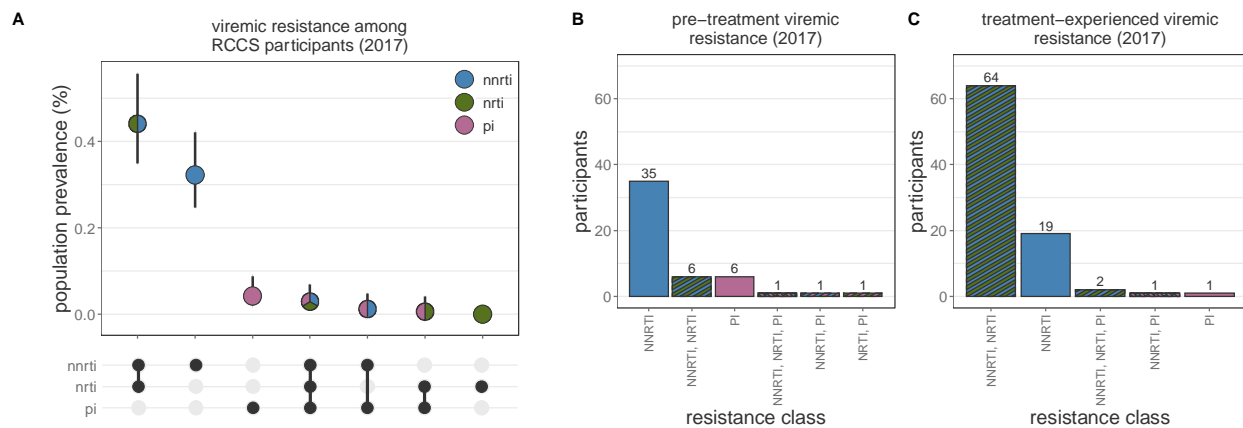 A
viremic resistance among
RCCS participants (2017)
population prevalence (%)
0.4
0.2
0.0
nnrti
nrti
pi
nnrti
nrti
pi
B
pre−treatment viremic
resistance (2017)
participants
60
40
20
0
35
6
6
1
1
1
NNRTI
NNRTI, NRTI
PI
NNRTI, NRTI, PI
NNRTI, PI
NRTI, PI
resistance class
C
treatment−experienced viremic
resistance (2017)
participants
60
40
20
0
64
19
2
1
1
NNRTI, NRTI
NNRTI
NNRTI, NRTI, PI
NNRTI, PI
PI
resistance class